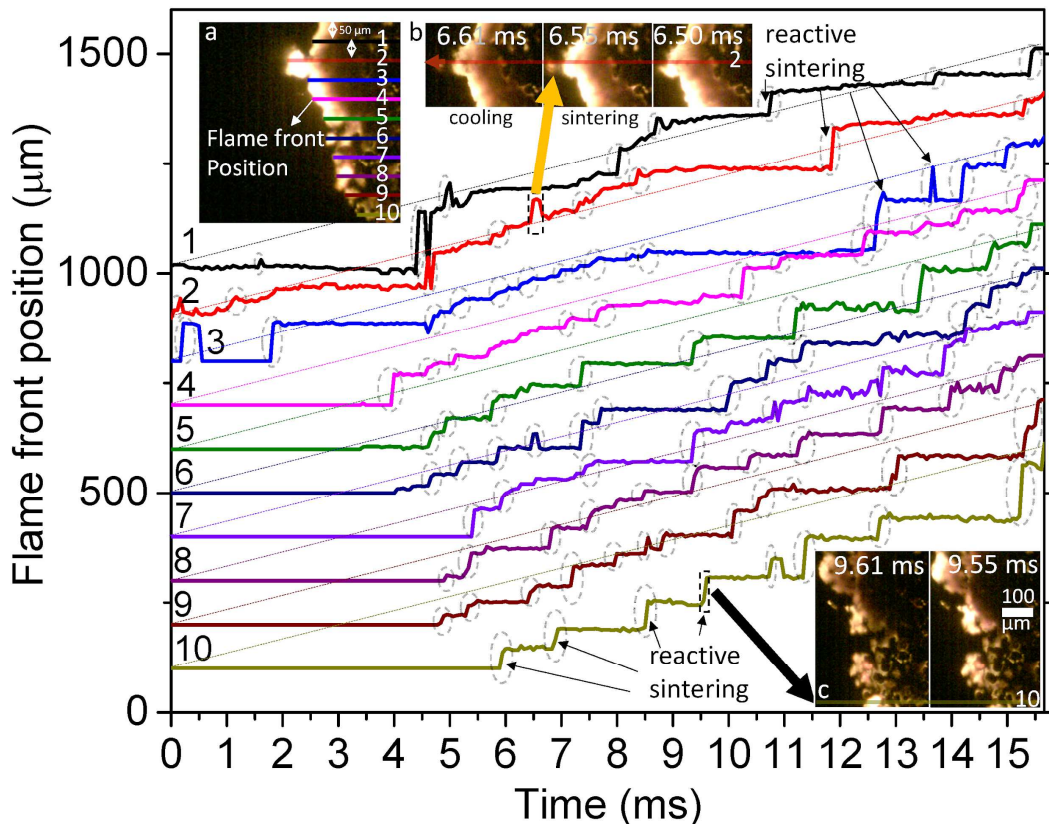 Flame front position (μm)
1500
1000
500
0
a
50 μm
1
2
3
4
5
6
7
8
9
10
Flame front
Position
b
6.61 ms
6.55 ms
6.50 ms
2
cooling
sintering
reactive
sintering
1
2
3
4
5
6
7
8
9
10
reactive
sintering
9.61 ms
9.55 ms
100
μm
c
10
0 1 2 3 4 5 6 7 8 9 10 11 12 13 14 15
Time (ms)